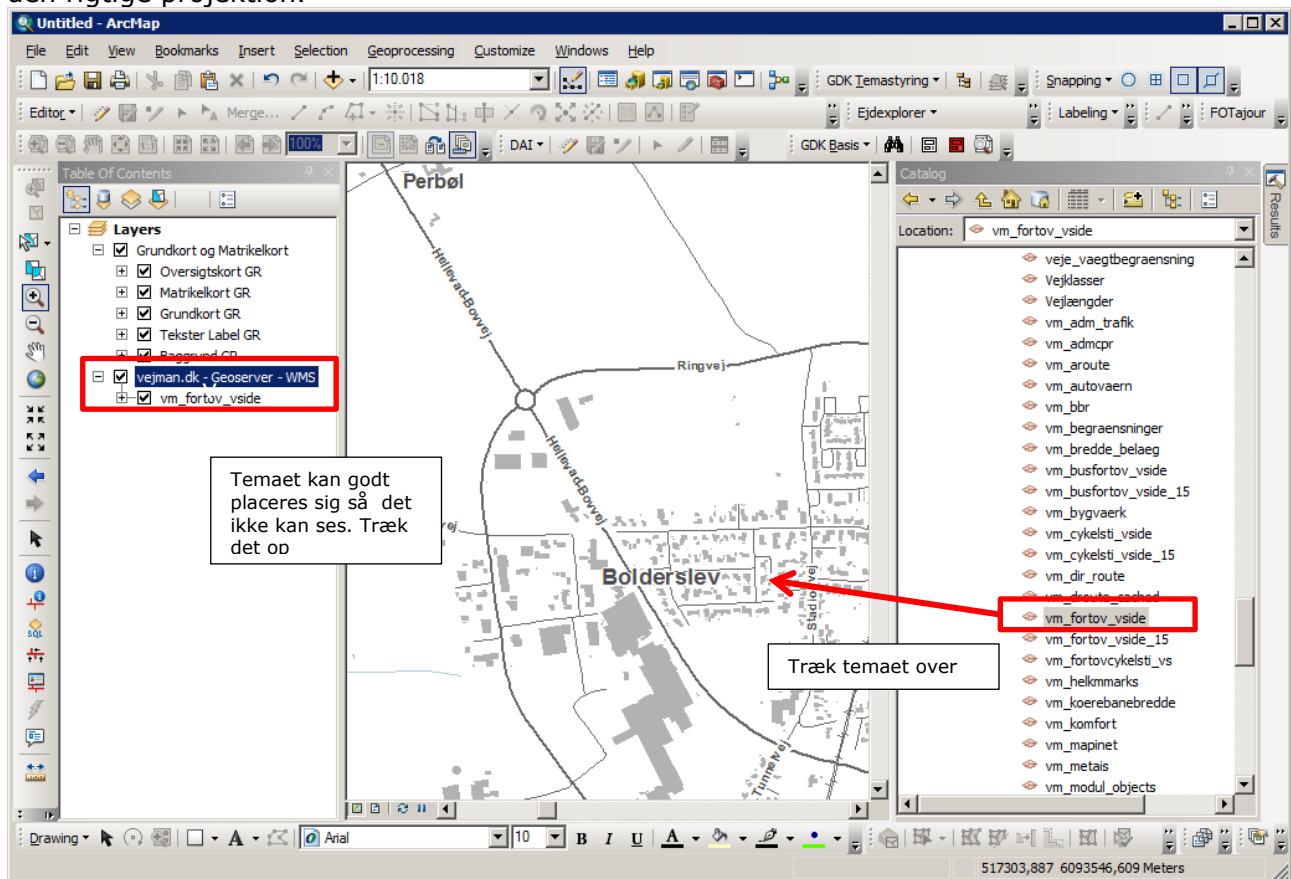 den rigtige projektion.
Untitled - ArcMap
File Edit View Bookmarks Insert Selection Geoprocessing Customize Windows Help
1:10.018 GDK Temastyring Snapping
Editor Merge... Ejdexplorer Labeling FOTajour
100% DAI GDK Basis
Table Of Contents
Layers
Grundkort og Matrikelkort
Oversigtskort GR
Matrikelkort GR
Grundkort GR
Tekster Label GR
Baggrund GR
vejman.dk - Geoserver - WMS
vm_fortov_vside
Temaet kan godt
placeres sig så det
ikke kan ses. Træk
det op
Perbøl
Hellevad-Bovvej
Ringvej
Hellevad-Bovvej
Bolderslev
Stadionvej
Tunnelvej
Træk temaet over
Catalog
Location: vm_fortov_vside
veje_vaegtbegraensning
Vejklasser
Vejlængder
vm_adm_trafik
vm_admcpr
vm_aroute
vm_autovaern
vm_bbr
vm_begraensninger
vm_bredde_belaeg
vm_busfortov_vside
vm_busfortov_vside_15
vm_bygvaerk
vm_cykelsti_vside
vm_cykelsti_vside_15
vm_dir_route
vm_droute_cached
vm_fortov_vside
vm_fortov_vside_15
vm_fortovcykelsti_vs
vm_helkmmarks
vm_koerebanebredde
vm_komfort
vm_mapinet
vm_metais
vm_modul_objects
Results
SQL
Drawing A Arial 10 B I U A
517303,887 6093546,609 Meters